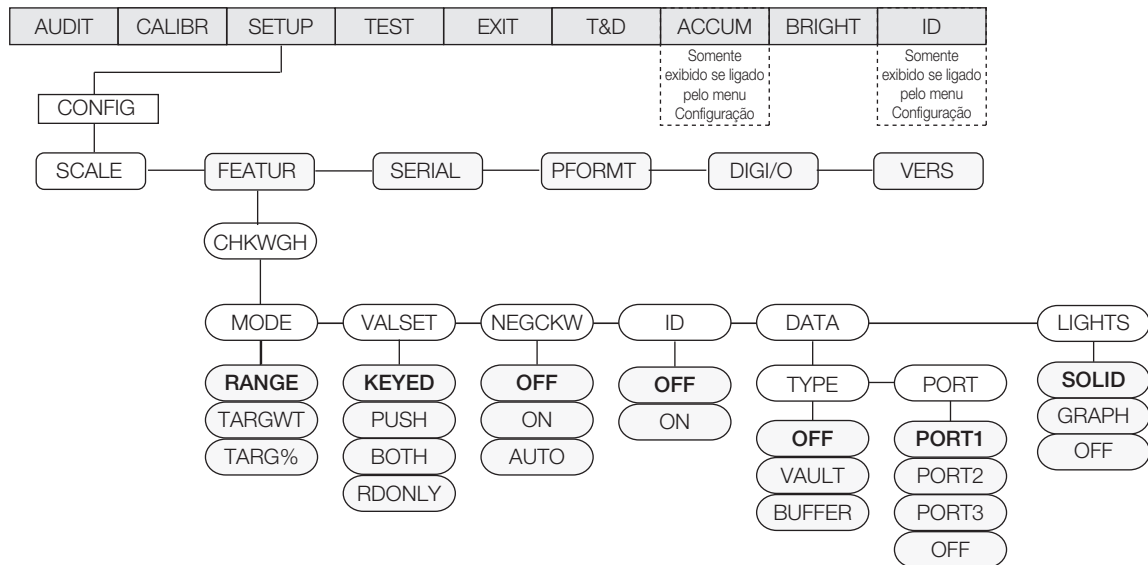 AUDIT CALIBR SETUP TEST EXIT T&D ACCUM BRIGHT ID
Somente
exibido se ligado
pelo menu
Configuração
Somente
exibido se ligado
pelo menu
Configuração
CONFIG
SCALE FEATUR SERIAL PFORMT DIGI/O VERS
CHKWGH
MODE VALSET NEGCKW ID DATA LIGHTS
RANGE KEYED OFF OFF TYPE PORT SOLID
TARGWT PUSH ON ON GRAPH
TARG% BOTH AUTO OFF PORT1 OFF
RDONLY VAULT PORT2
BUFFER PORT3
OFF